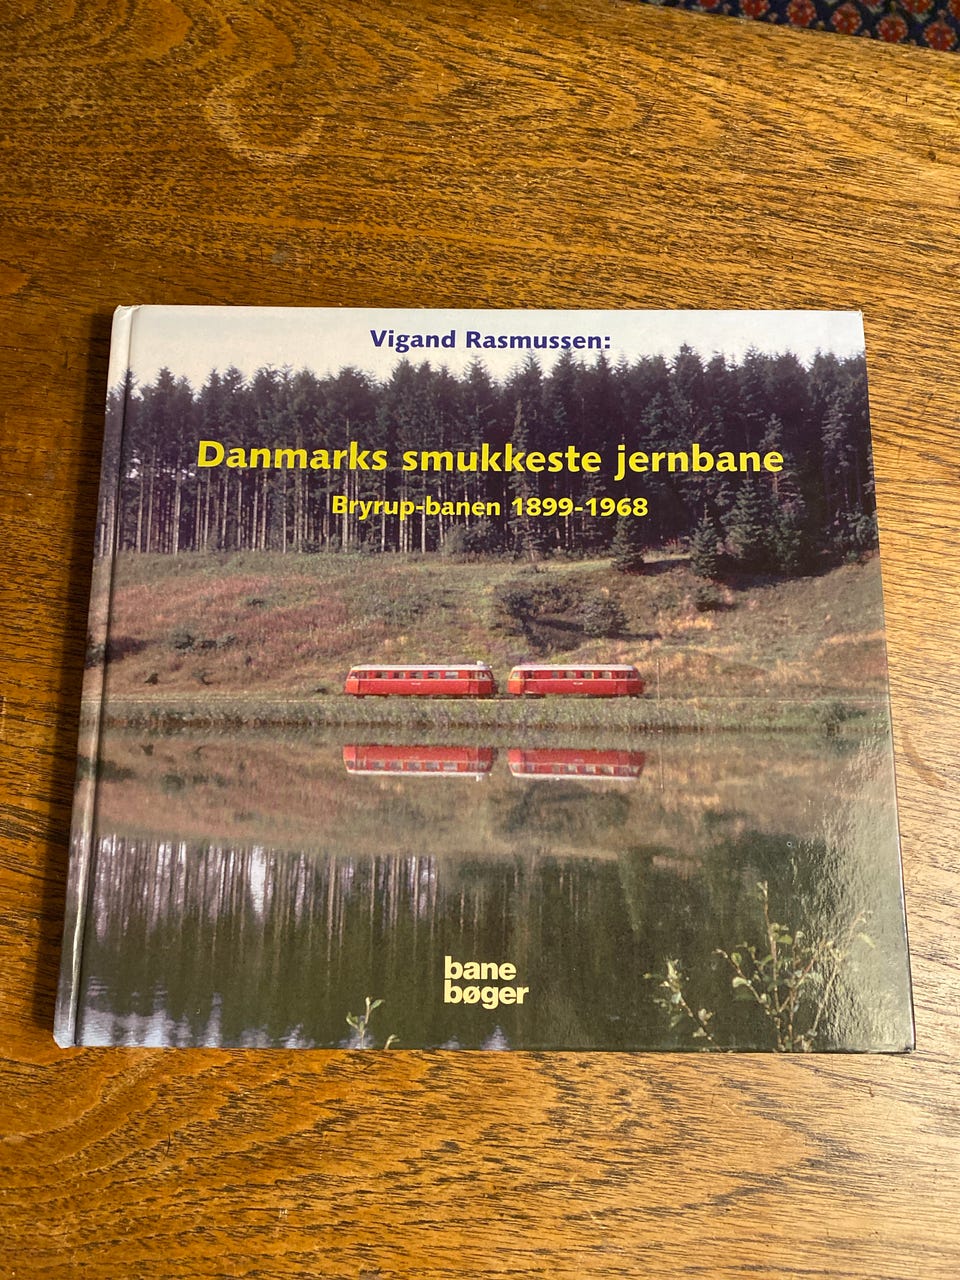 Vigand Rasmussen:
Danmarks smukkeste jernbane
Bryrup-banen 1899-1968
bane
bøger